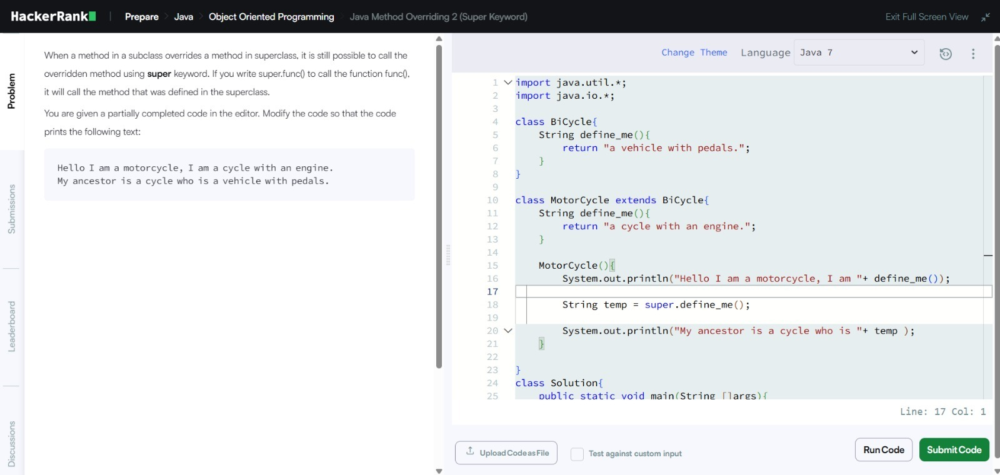 HackerRank
Prepare
Java
Object Oriented Programming
Java Method Overriding 2 (Super Keyword)
Exit Full Screen View
Problem
Submissions
Leaderboard
Discussions
When a method in a subclass overrides a method in superclass, it is still possible to call the
overridden method using super keyword. If you write super.func() to call the function func(),
it will call the method that was defined in the superclass.
You are given a partially completed code in the editor. Modify the code so that the code
prints the following text:
Hello I am a motorcycle, I am a cycle with an engine.
My ancestor is a cycle who is a vehicle with pedals.
Change Theme
Language
Java 7
1 import java.util.*;
2 import java.io.*;
3
4 class BiCycle{
5 String define_me(){
6 return "a vehicle with pedals.";
7 }
8 }
9
10 class MotorCycle extends BiCycle{
11 String define_me(){
12 return "a cycle with an engine.";
13 }
14
15 MotorCycle(){
16 System.out.println("Hello I am a motorcycle, I am "+ define_me());
17
18 String temp = super.define_me();
19
20 System.out.println("My ancestor is a cycle who is "+ temp );
21 }
22
23 }
24 class Solution{
25 public static void main(String []args){
Line: 17 Col: 1
Upload Code as File
Test against custom input
Run Code
Submit Code